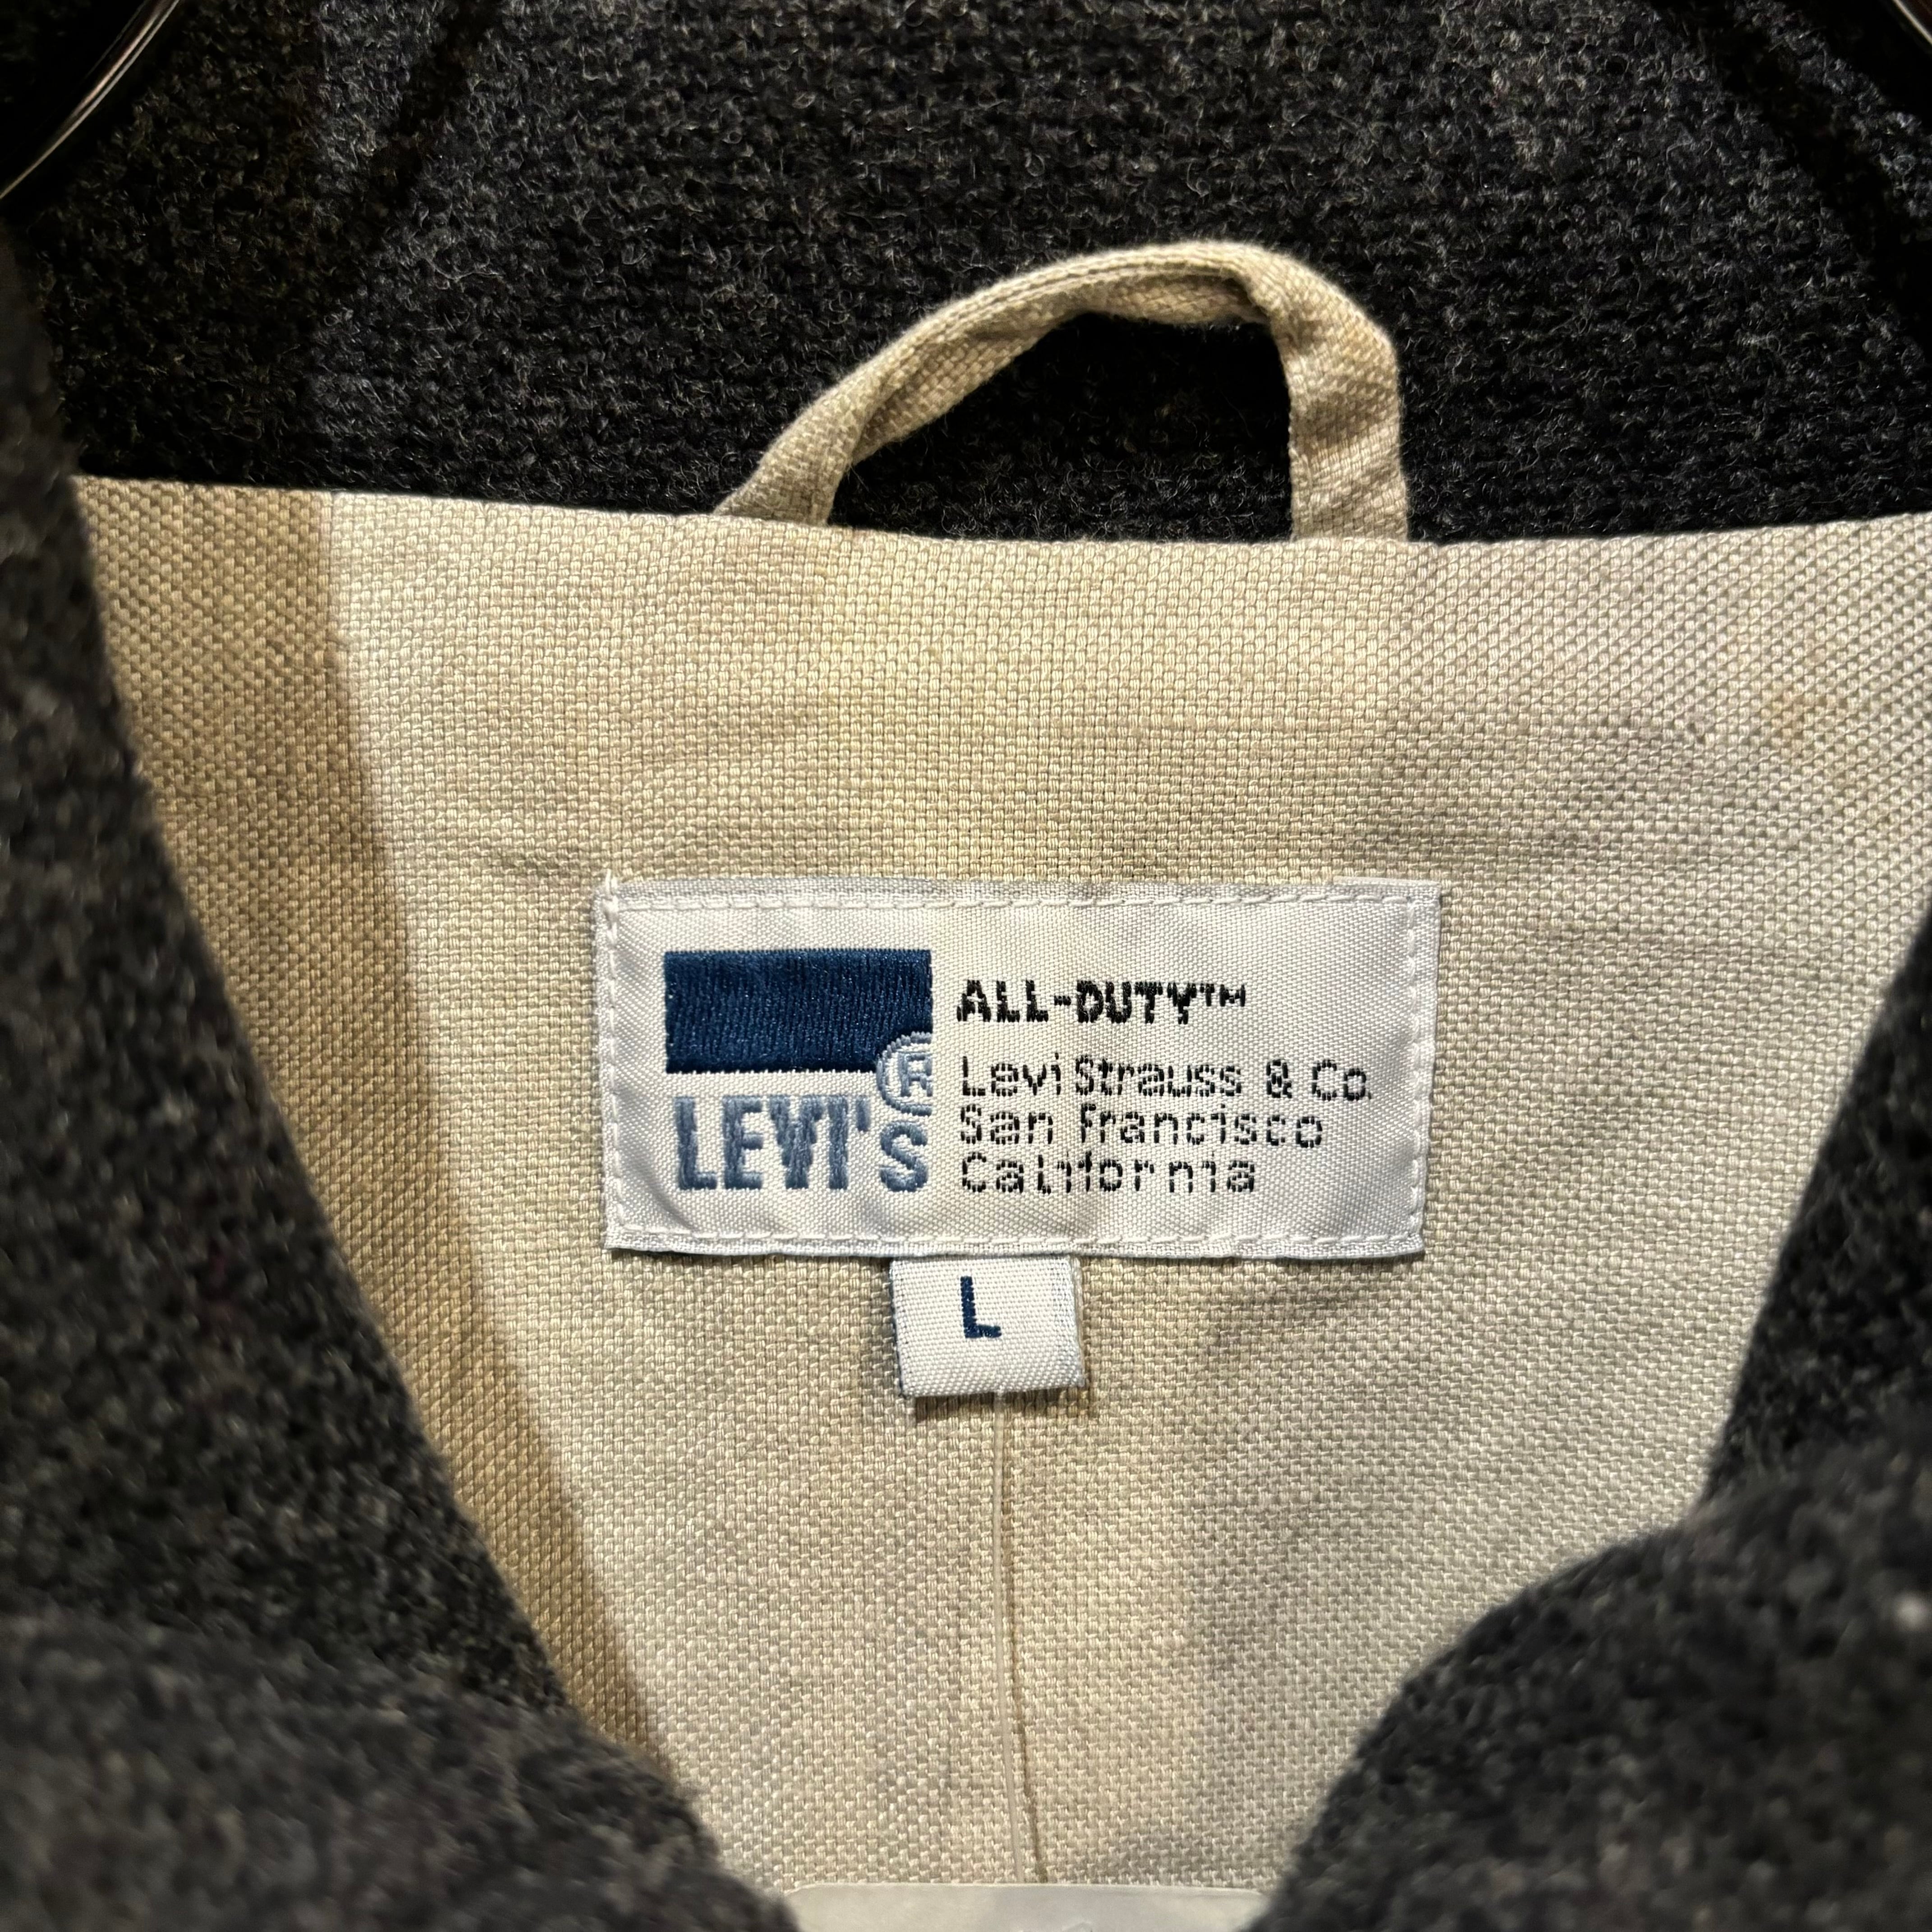 ALL-DUTY™
LEVI'S®
Levi Strauss & Co.
San Francisco
California
L